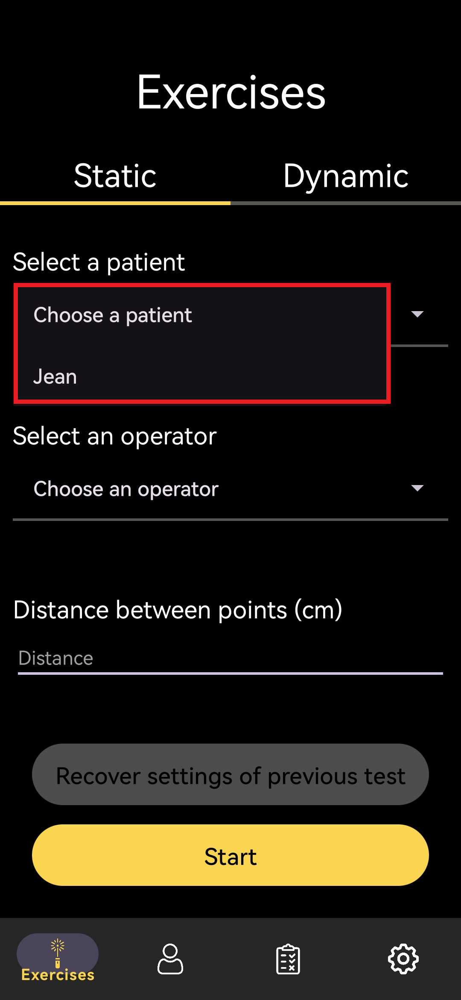 Exercises
Static
Dynamic
Select a patient
Choose a patient
Jean
Select an operator
Choose an operator
Distance between points (cm)
Distance
Recover settings of previous test
Start
Exercises